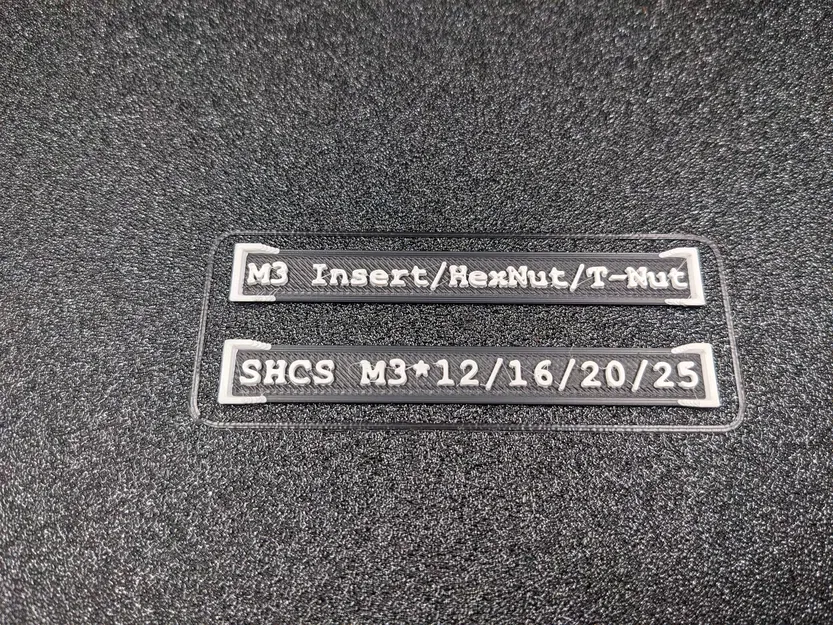 M3 Insert/HexNut/T-Nut
SHCS M3*12/16/20/25